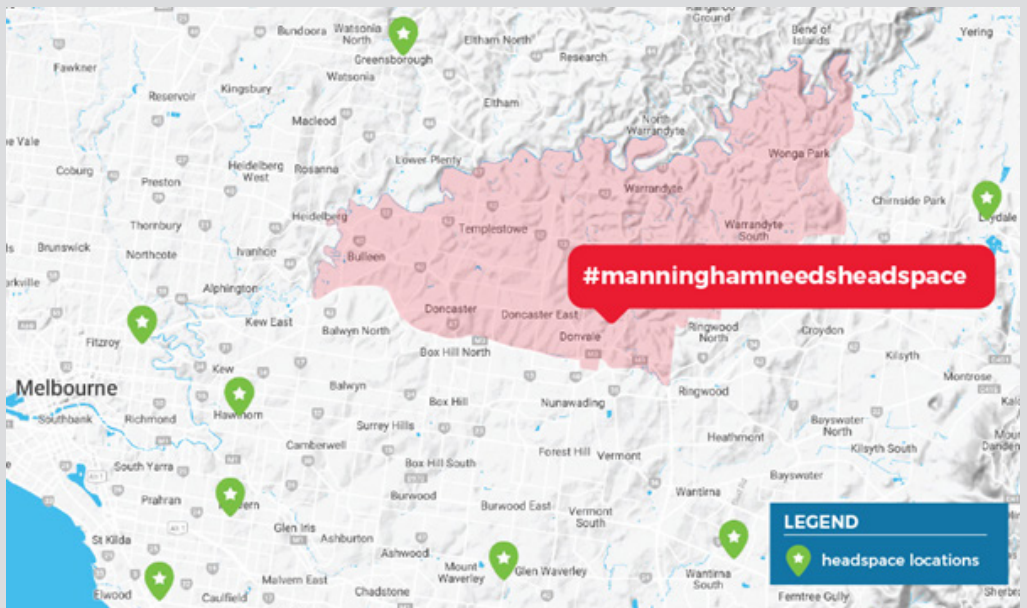 Kangaroo
Ground
Bundoora
Watsonia
North
Eltham North
Bend of
Islands
Yering
Greensborough
Research
Fawkner
Watsonia
Reservoir
Kingsbury
Eltham
Macleod
North
Warrandyte
Coburg
Heidelberg
West
Rosanna
Lower Plenty
Wonga Park
Preston
Warrandyte
Chirnside Park
Heidelberg
Thornbury
Templestowe
Warrandyte
South
Brunswick
Northcote
Ivanhoe
Bulleen
#manninghamneedsheadspace
Alphington
Doncaster
Doncaster East
Kew East
Balwyn North
Donvale
Ringwood
North
Croydon
Fitzroy
Box Hill North
Kilsyth
Kew
Melbourne
Balwyn
Ringwood
Montrose
Box Hill
Nunawading
Southbank
Richmond
Surrey Hills
Bayswater
North
Heathmont
Camberwell
Kilsyth South
Forest Hill
Vermont
South Yarra
Box Hill South
Bayswater
Prahran
Burwood
Burwood East
Wantirna
Vermont
South
LEGEND
Glen Iris
St Kilda
Ashburton
Ashwood
headspace locations
Mount
Waverley
Glen Waverley
Wantirna
South
Malvern East
Elwood
Caulfield
Chadstone
Ferntree Gully